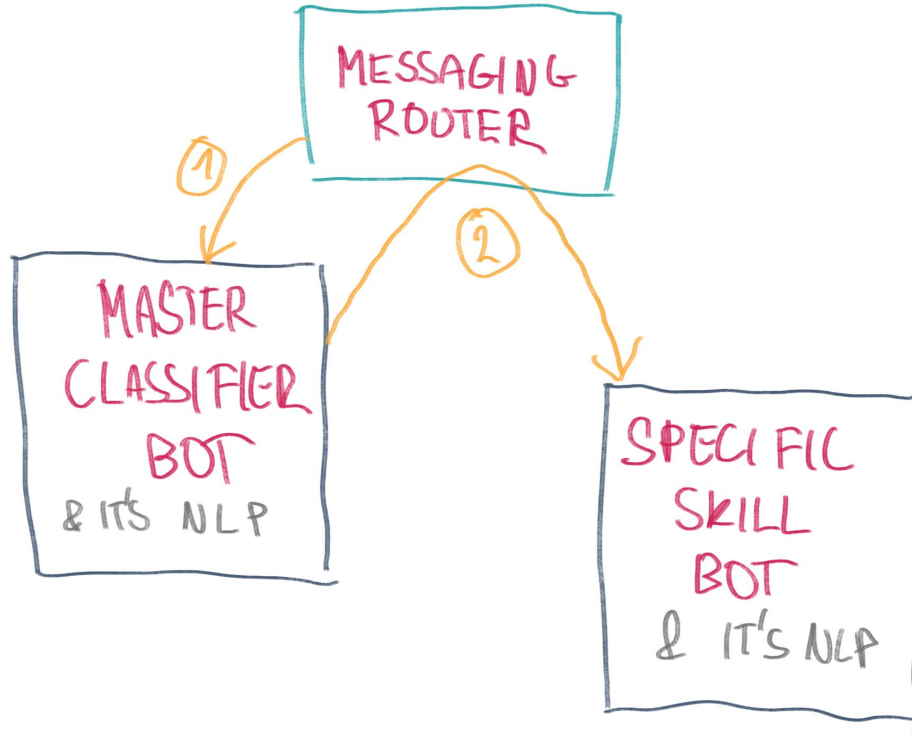 MESSAGING
ROUTER
1
2
MASTER
CLASSIFIER
BOT
& IT'S NLP
SPECIFIC
SKILL
BOT
& IT'S NLP